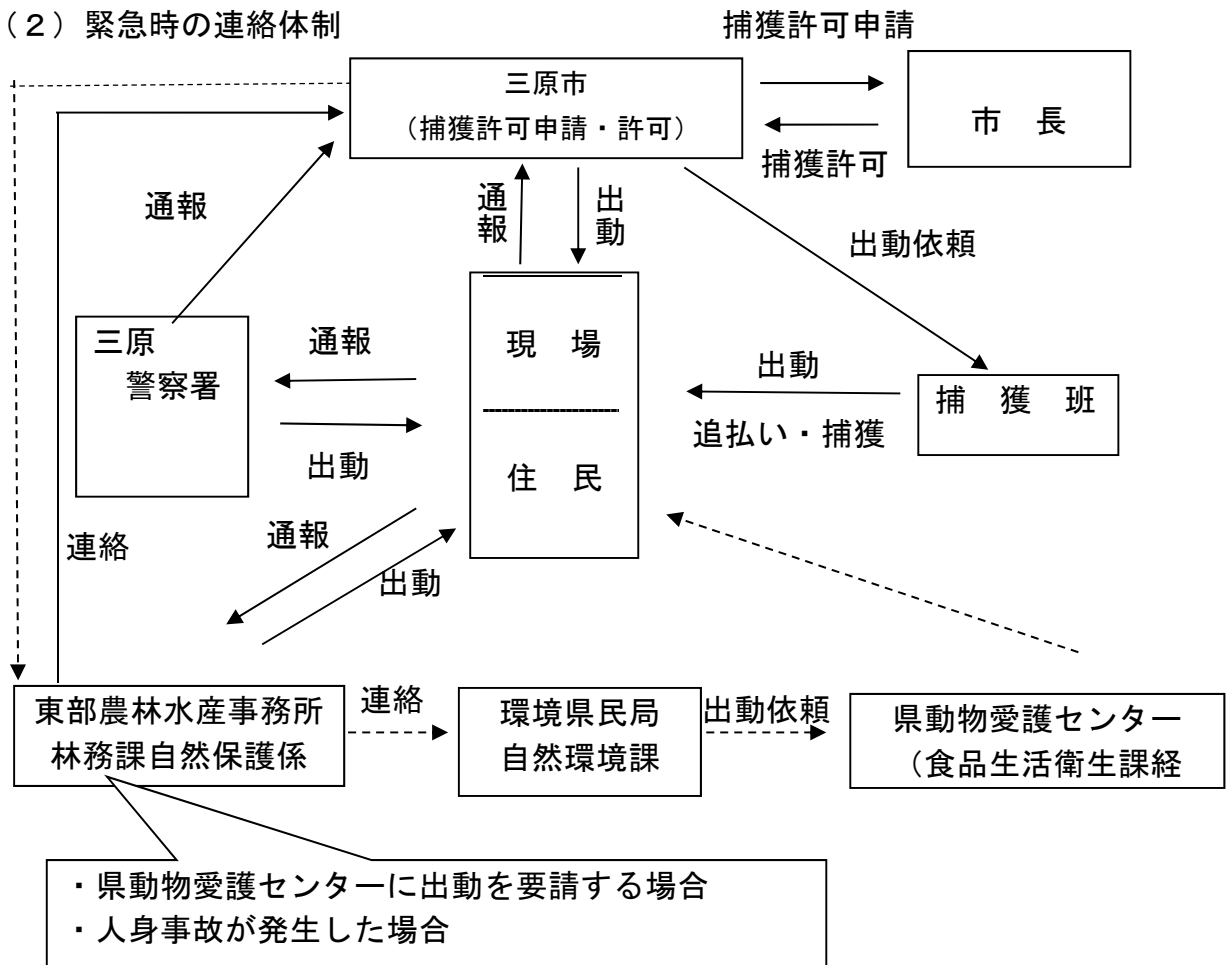 （２）緊急時の連絡体制
捕獲許可申請
三原市
（捕獲許可申請・許可）
市　長
捕獲許可
通報
通報
出動
出動依頼
三原
警察署
通報
現　場
出動
捕　獲　班
追払い・捕獲
出動
住　民
通報
連絡
出動
東部農林水産事務所
林務課自然保護係
連絡
環境県民局
自然環境課
出動依頼
県動物愛護センター
（食品生活衛生課経
・県動物愛護センターに出動を要請する場合
・人身事故が発生した場合